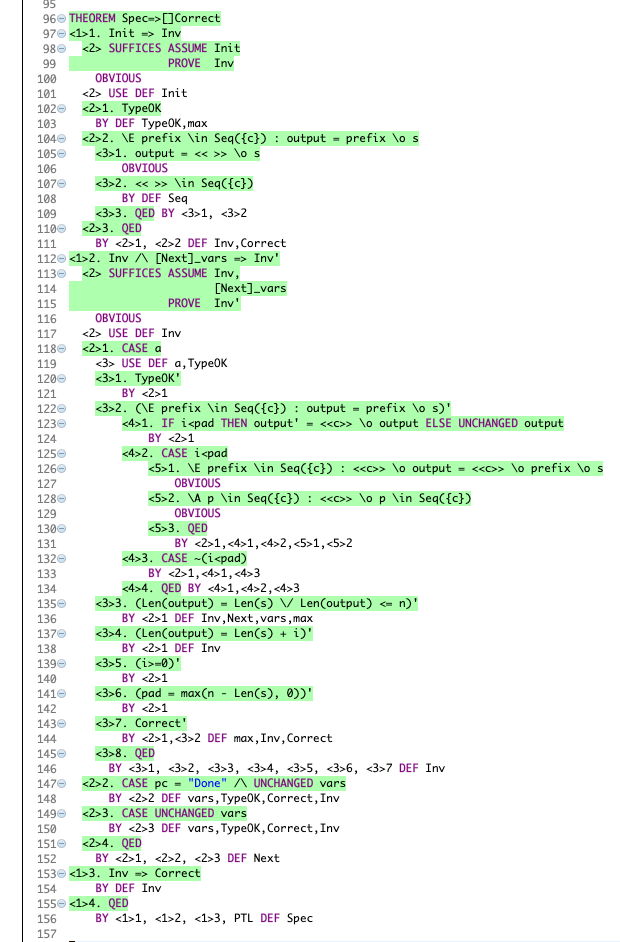 95
96 THEOREM Spec=>[]Correct
97 <1>1. Init => Inv
98 <2> SUFFICES ASSUME Init
99 PROVE Inv
100 OBVIOUS
101 <2> USE DEF Init
102 <2>1. TypeOK
103 BY DEF TypeOK,max
104 <2>2. \E prefix \in Seq({c}) : output = prefix \o s
105 <3>1. output = << >> \o s
106 OBVIOUS
107 <3>2. << >> \in Seq({c})
108 BY DEF Seq
109 <3>3. QED BY <3>1, <3>2
110 <2>3. QED
111 BY <2>1, <2>2 DEF Inv,Correct
112 <1>2. Inv /\ [Next]_vars => Inv'
113 <2> SUFFICES ASSUME Inv,
114 [Next]_vars
115 PROVE Inv'
116 OBVIOUS
117 <2> USE DEF Inv
118 <2>1. CASE a
119 <3> USE DEF a,TypeOK
120 <3>1. TypeOK'
121 BY <2>1
122 <3>2. (\E prefix \in Seq({c}) : output = prefix \o s)'
123 <4>1. IF i<pad THEN output' = <<c>> \o output ELSE UNCHANGED output
124 BY <2>1
125 <4>2. CASE i<pad
126 <5>1. \E prefix \in Seq({c}) : <<c>> \o output = <<c>> \o prefix \o s
127 OBVIOUS
128 <5>2. \A p \in Seq({c}) : <<c>> \o p \in Seq({c})
129 OBVIOUS
130 <5>3. QED
131 BY <2>1,<4>1,<4>2,<5>1,<5>2
132 <4>3. CASE ~(i<pad)
133 BY <2>1,<4>1,<4>3
134 <4>4. QED BY <4>1,<4>2,<4>3
135 <3>3. (Len(output) = Len(s) \/ Len(output) <= n)'
136 BY <2>1 DEF Inv,Next,vars,max
137 <3>4. (Len(output) = Len(s) + i)'
138 BY <2>1 DEF Inv
139 <3>5. (i>=0)'
140 BY <2>1
141 <3>6. (pad = max(n - Len(s), 0))'
142 BY <2>1
143 <3>7. Correct'
144 BY <2>1,<3>2 DEF max,Inv,Correct
145 <3>8. QED
146 BY <3>1, <3>2, <3>3, <3>4, <3>5, <3>6, <3>7 DEF Inv
147 <2>2. CASE pc = "Done" /\ UNCHANGED vars
148 BY <2>2 DEF vars,TypeOK,Correct,Inv
149 <2>3. CASE UNCHANGED vars
150 BY <2>3 DEF vars,TypeOK,Correct,Inv
151 <2>4. QED
152 BY <2>1, <2>2, <2>3 DEF Next
153 <1>3. Inv => Correct
154 BY DEF Inv
155 <1>4. QED
156 BY <1>1, <1>2, <1>3, PTL DEF Spec
157